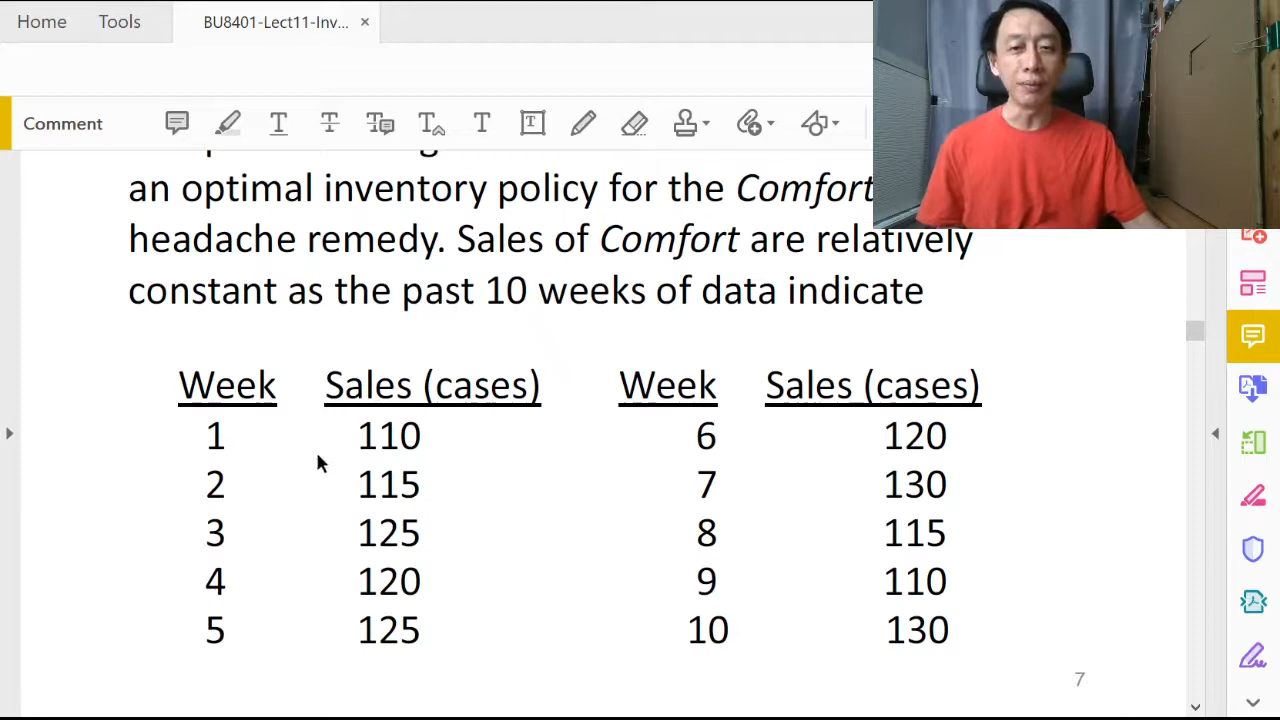 Home Tools BU8401-Lect11-Inv... ×
Comment
an optimal inventory policy for the Comfort
headache remedy. Sales of Comfort are relatively
constant as the past 10 weeks of data indicate
Week Sales (cases) Week Sales (cases)
1 110 6 120
2 115 7 130
3 125 8 115
4 120 9 110
5 125 10 130
7